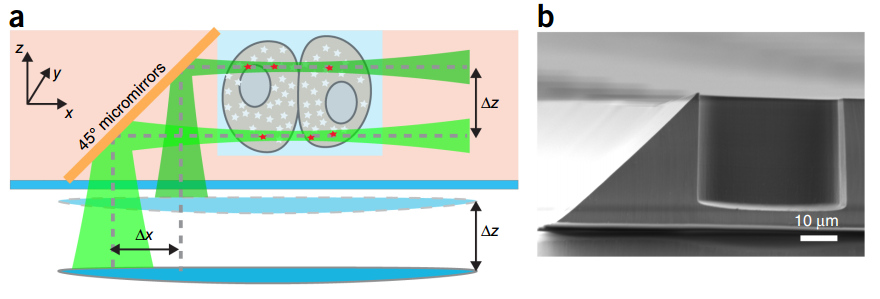 a
b
z
y
x
45° micromirrors
Δz
Δx
Δz
10 µm